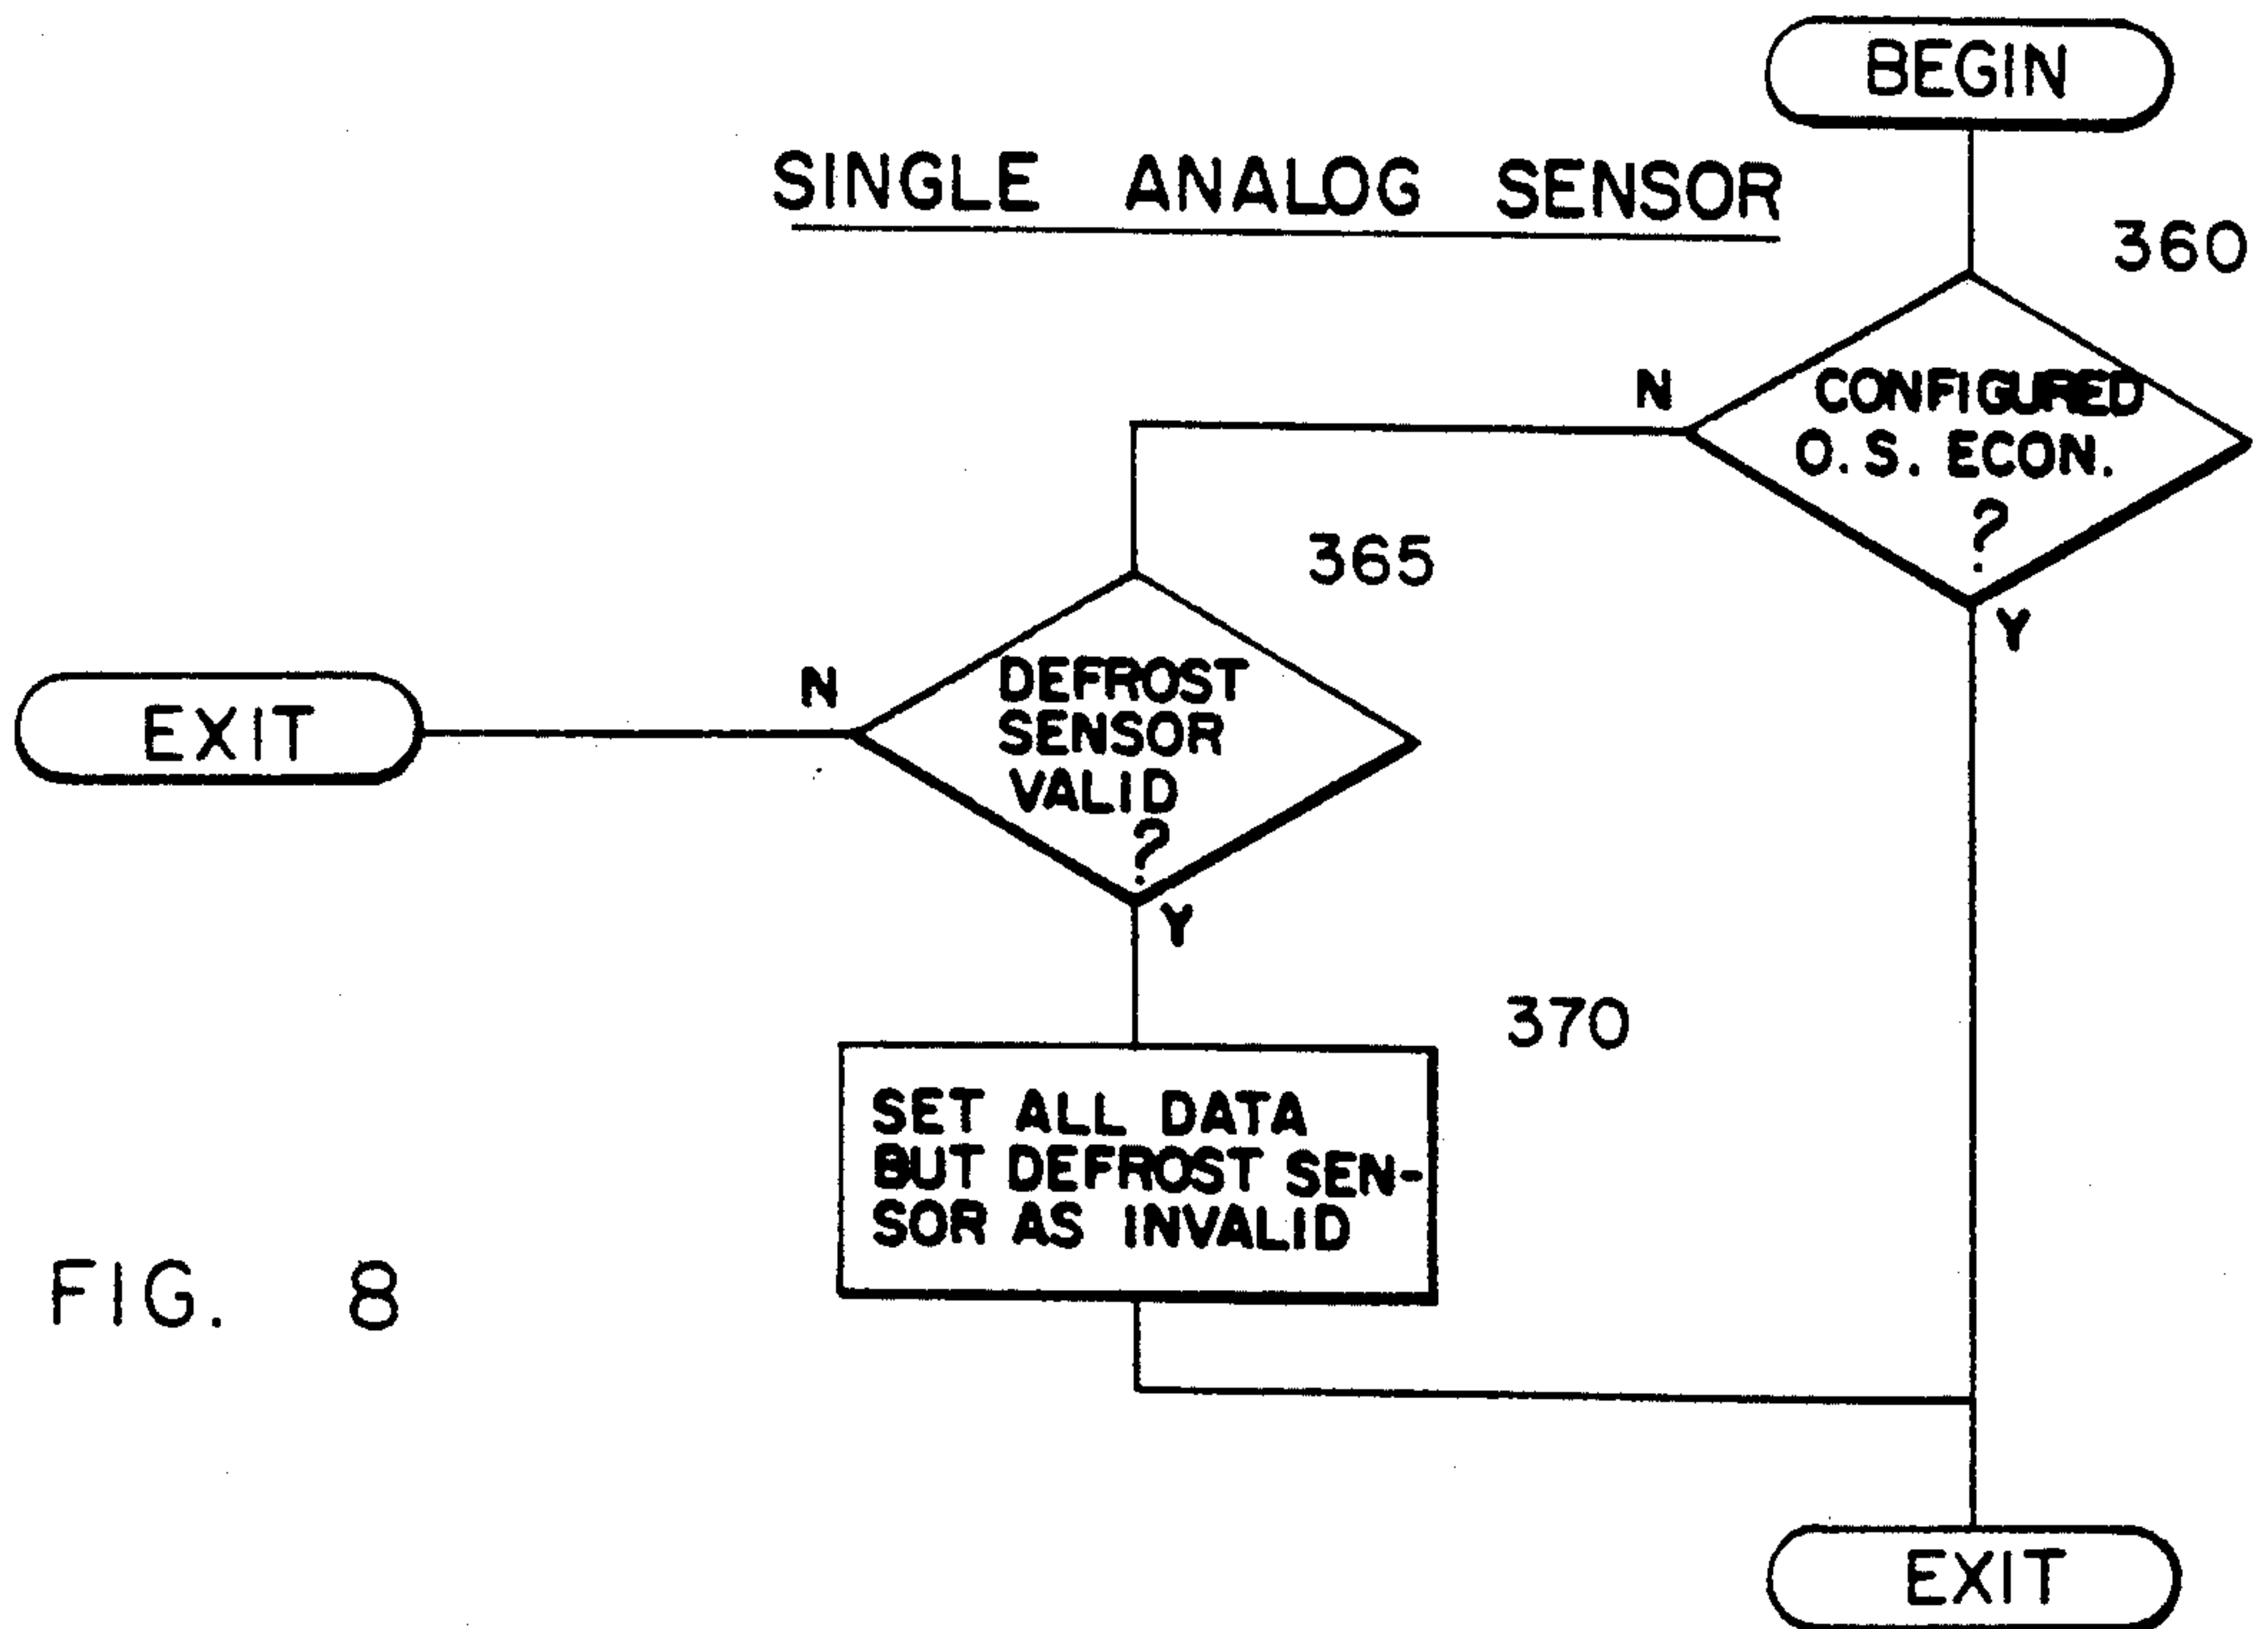 BEGIN
SINGLE ANALOG SENSOR
360
N
CONFIGURED
O. S. ECON.
?
Y
365
N
DEFROST
SENSOR
VALID
?
Y
EXIT
370
SET ALL DATA
BUT DEFROST SEN-
SOR AS INVALID
FIG. 8
EXIT